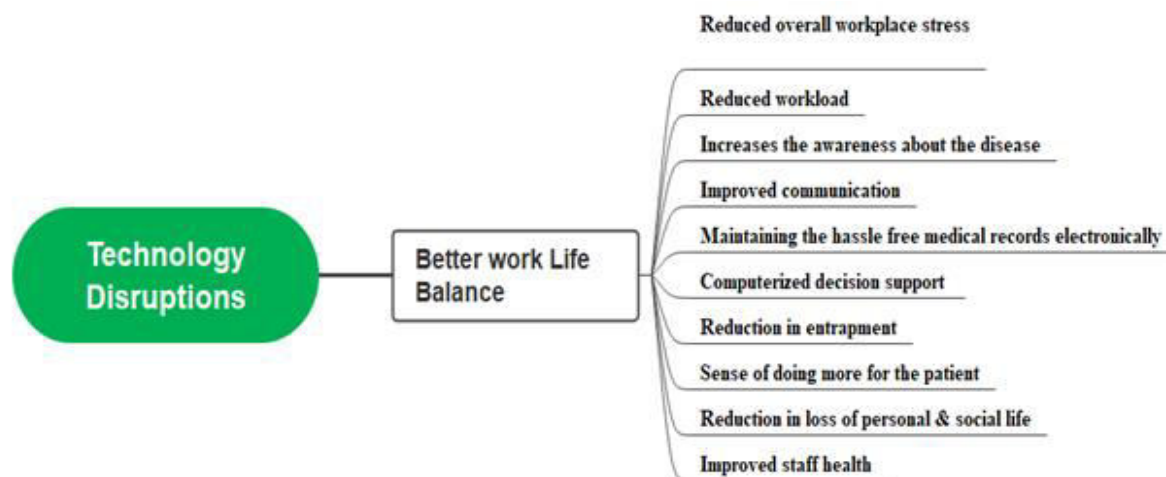 Technology
Disruptions
Better work Life
Balance
Reduced overall workplace stress
Reduced workload
Increases the awareness about the disease
Improved communication
Maintaining the hassle free medical records electronically
Computerized decision support
Reduction in entrapment
Sense of doing more for the patient
Reduction in loss of personal & social life
Improved staff health